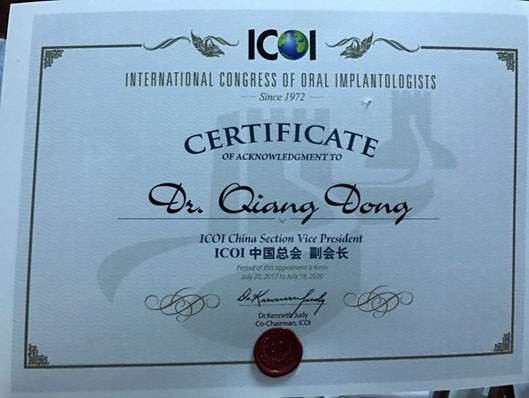 ICOI
INTERNATIONAL CONGRESS OF ORAL IMPLANTOLOGISTS
Since 1972
CERTIFICATE
OF ACKNOWLEDGMENT TO
Dr. Qiang Dong
ICOI China Section Vice President
ICOI 中国总会 副会长
Period of this appointment is from
July 20, 2017 to July 19, 2020
Dr.Kenneth Judy
Co-Chairman, ICOI